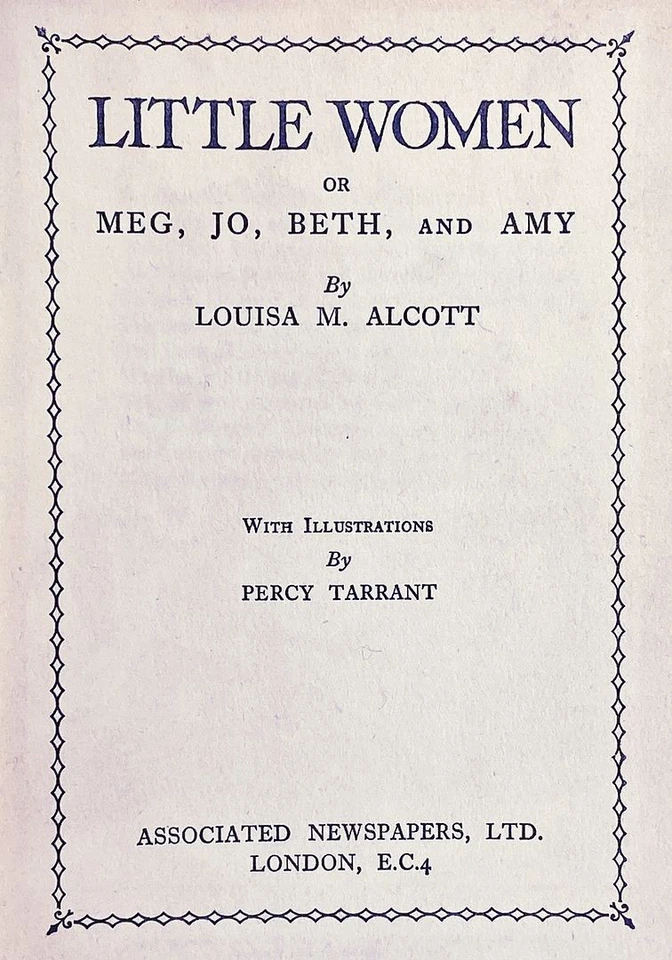 LITTLE WOMEN
OR
MEG, JO, BETH, AND AMY
By
LOUISA M. ALCOTT
WITH ILLUSTRATIONS
By
PERCY TARRANT
ASSOCIATED NEWSPAPERS, LTD.
LONDON, E.C.4